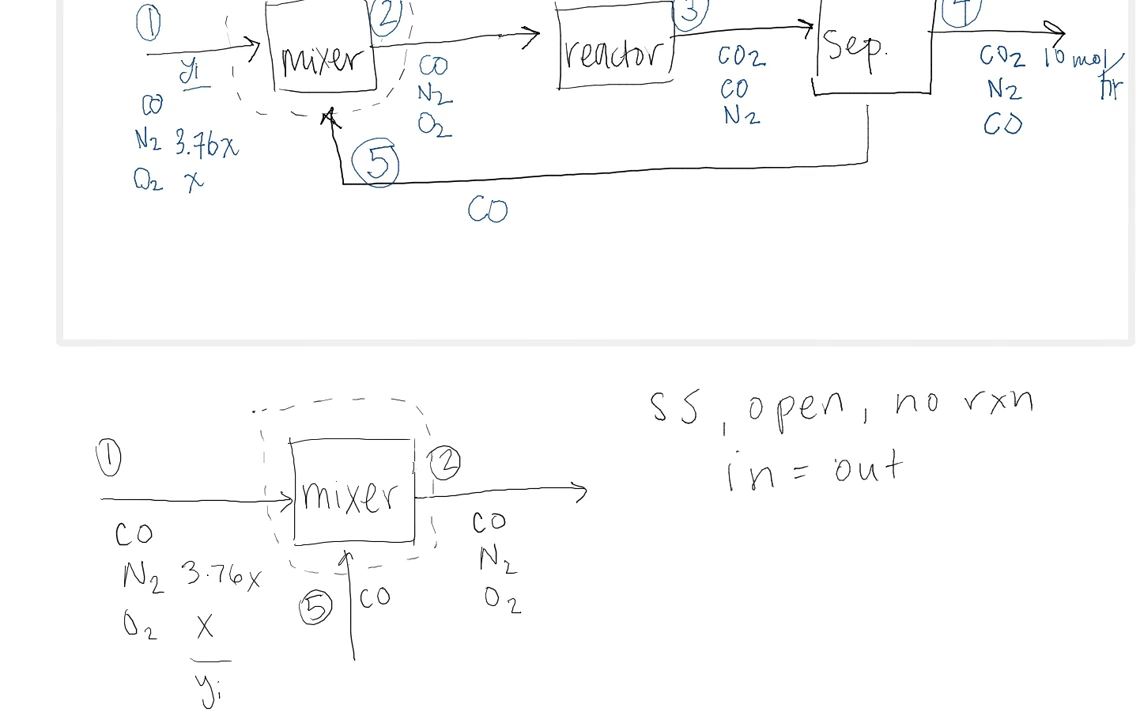 ① ② ③ ④
mixer reactor Sep.
yi
CO CO CO2 CO2 10 mol/hr
N2 3.76x N2 CO N2
O2 x O2 N2 CO
⑤
CO
① mixer ②
SS, open, no rxn
in = out
CO CO
N2 3.76x N2
O2 x O2
⑤ CO
yi